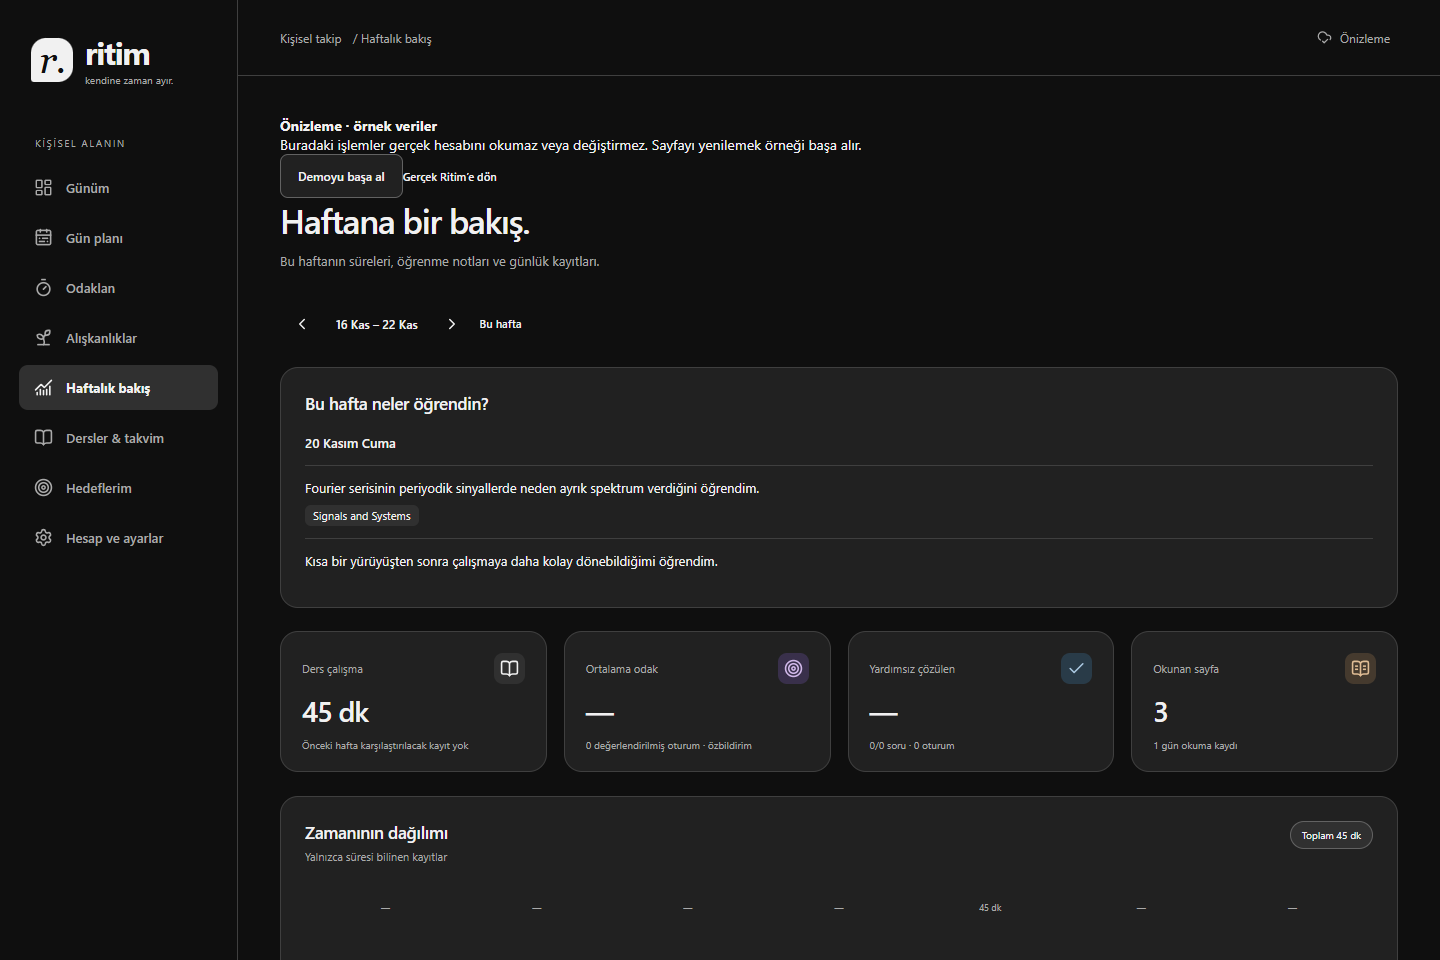 r.
ritim
kendine zaman ayır.
KİŞİSEL ALANIN
Günüm
Gün planı
Odaklan
Alışkanlıklar
Haftalık bakış
Dersler & takvim
Hedeflerim
Hesap ve ayarlar
Kişisel takip / Haftalık bakış
Önizleme
Önizleme · örnek veriler
Buradaki işlemler gerçek hesabını okumaz veya değiştirmez. Sayfayı yenilemek örneği başa alır.
Demoyu başa al
Gerçek Ritim'e dön
Haftana bir bakış.
Bu haftanın süreleri, öğrenme notları ve günlük kayıtları.
16 Kas – 22 Kas
Bu hafta
Bu hafta neler öğrendin?
20 Kasım Cuma
Fourier serisinin periyodik sinyallerde neden ayrık spektrum verdiğini öğrendim.
Signals and Systems
Kısa bir yürüyüşten sonra çalışmaya daha kolay dönebildiğimi öğrendim.
Ders çalışma
45 dk
Önceki hafta karşılaştırılacak kayıt yok
Ortalama odak
—
0 değerlendirilmiş oturum · özbildirim
Yardımsız çözülen
—
0/0 soru · 0 oturum
Okunan sayfa
3
1 gün okuma kaydı
Zamanının dağılımı
Toplam 45 dk
Yalnızca süresi bilinen kayıtlar
— — — — 45 dk — —